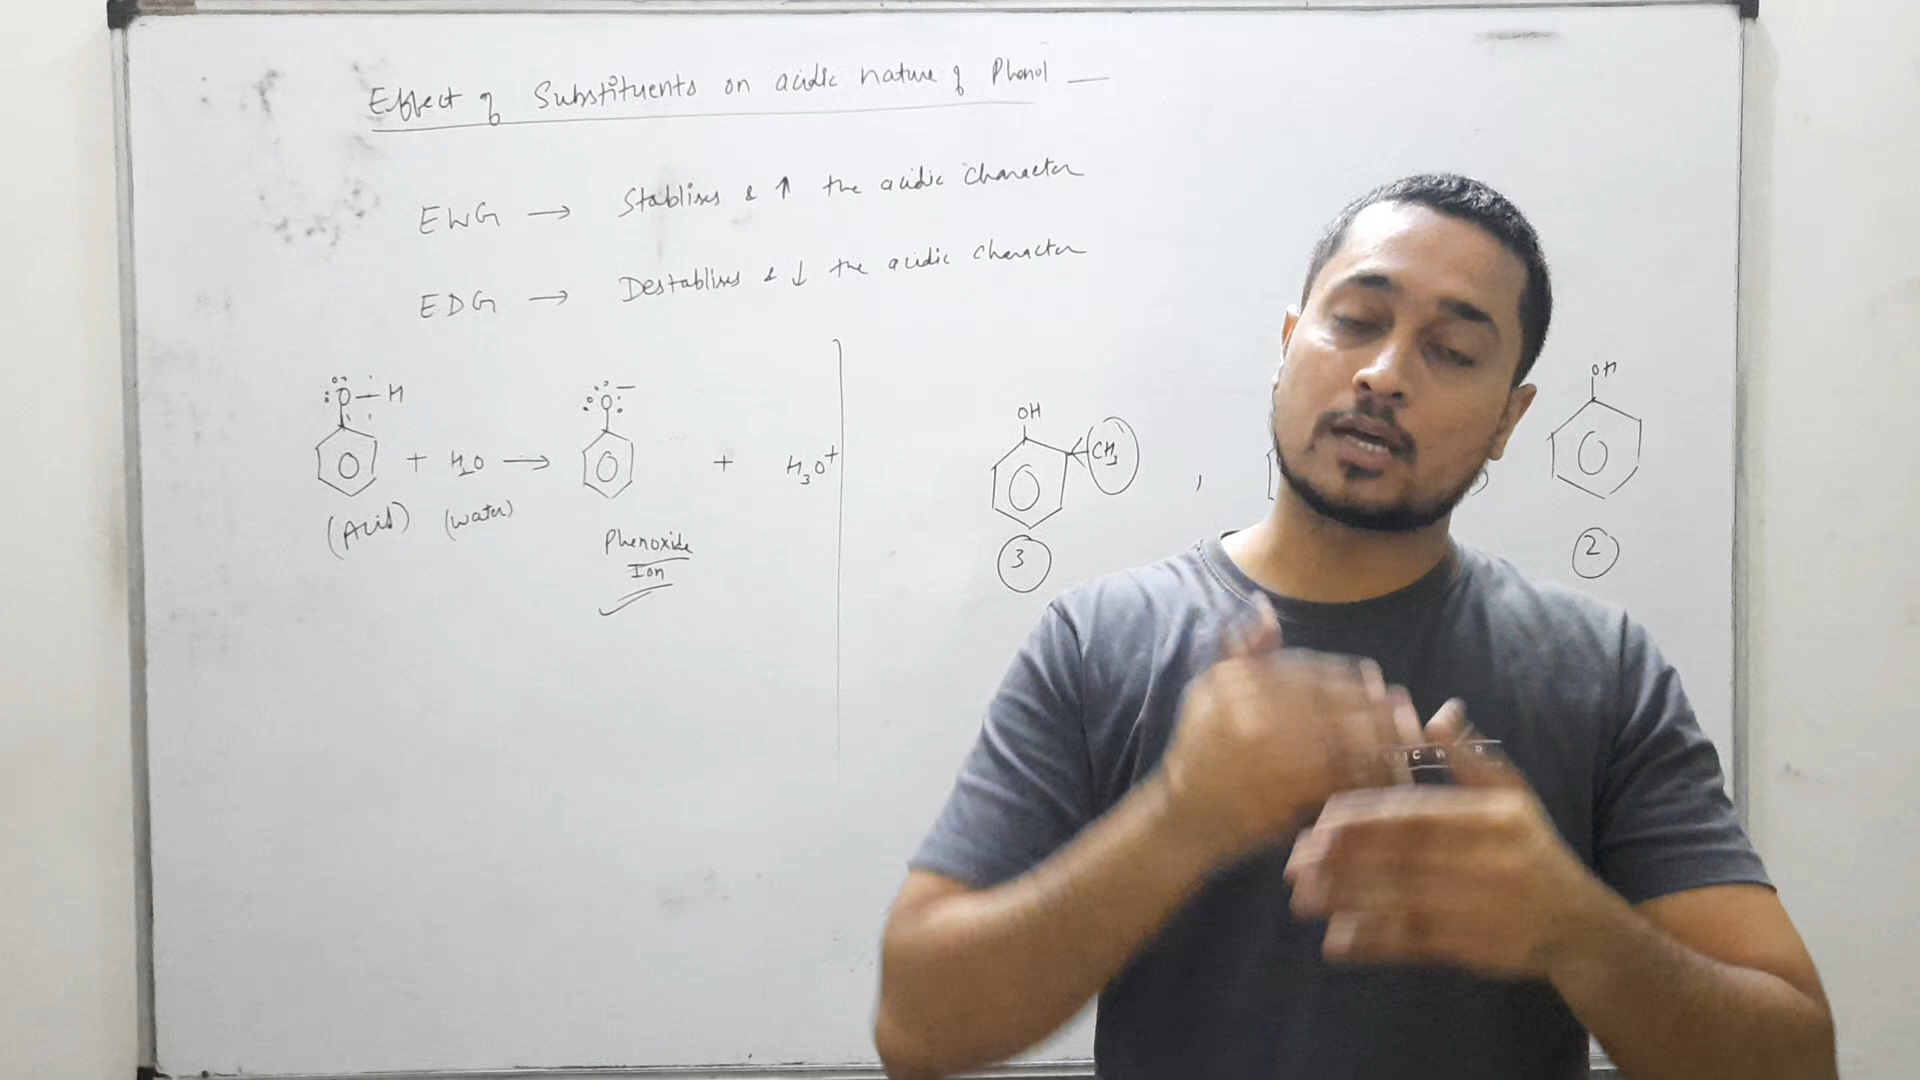 Effect of Substituents on acidic nature of Phenol —
EWG → Stablises & ↑ the acidic character
EDG → Destablises & ↓ the acidic character
:O—H
+ H2O → :O:– + H3O+
(Acid) (water)
Phenoxide
Ion
OH
CH3
,
OH
,
3
2